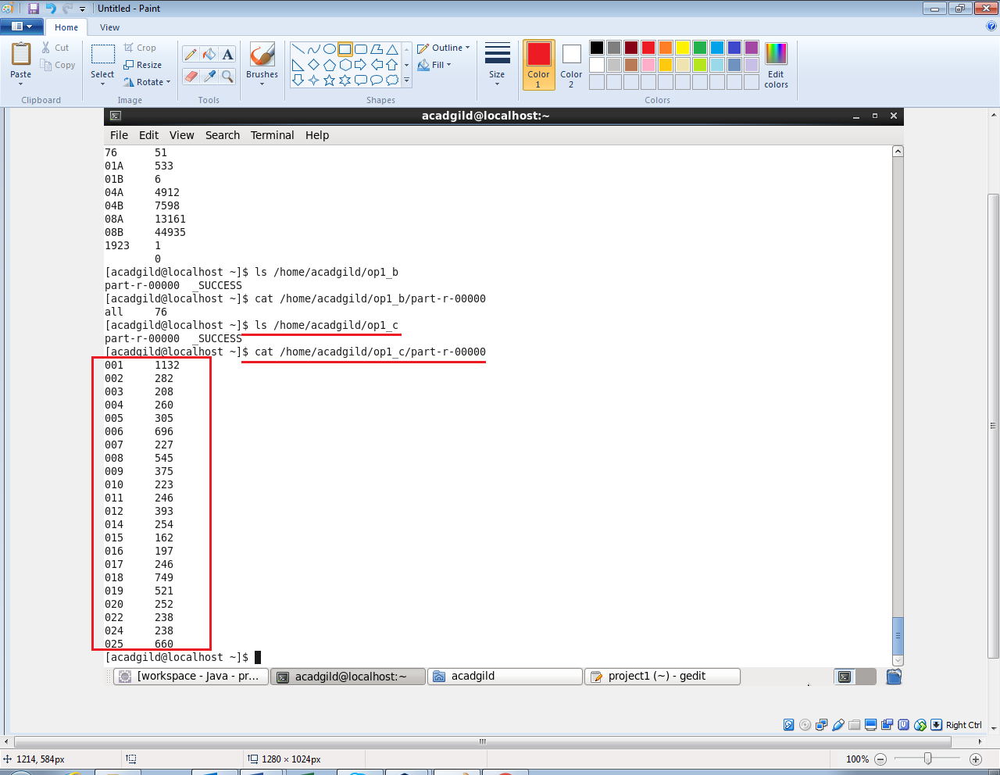 Untitled - Paint
Home View
Paste
Cut
Copy
Clipboard
Select
Crop
Resize
Rotate
Image
A
Tools
Brushes
Outline
Fill
Shapes
Size
Color 1
Color 2
Edit colors
Colors
acadgild@localhost:~
File Edit View Search Terminal Help
76 51
01A 533
01B 6
04A 4912
04B 7598
08A 13161
08B 44935
1923 1
0
[acadgild@localhost ~]$ ls /home/acadgild/op1_b
part-r-00000 _SUCCESS
[acadgild@localhost ~]$ cat /home/acadgild/op1_b/part-r-00000
all 76
[acadgild@localhost ~]$ ls /home/acadgild/op1_c
part-r-00000 _SUCCESS
[acadgild@localhost ~]$ cat /home/acadgild/op1_c/part-r-00000
001 1132
002 282
003 208
004 260
005 305
006 696
007 227
008 545
009 375
010 223
011 246
012 393
014 254
015 162
016 197
017 246
018 749
019 521
020 252
022 238
024 238
025 660
[acadgild@localhost ~]$
[workspace - Java - pr... acadgild@localhost:~ acadgild project1 (~) - gedit
Right Ctrl
1214, 584px 1280 × 1024px 100%